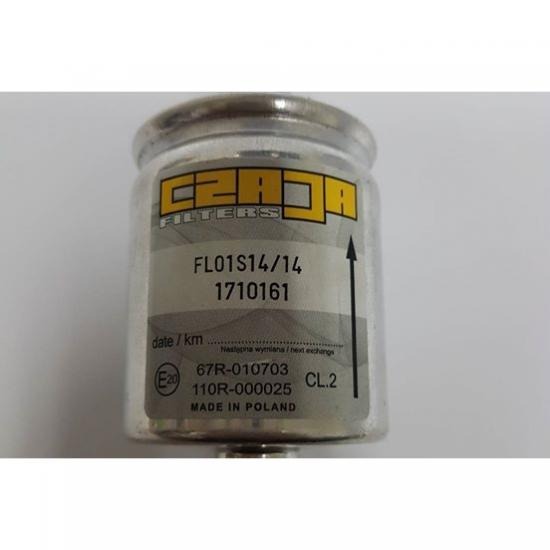 CZAJA
FILTERS
FL01S14/14
1710161
date / km ........................
Następna wymiana / next exchange
E20
67R-010703
110R-000025
CL.2
MADE IN POLAND